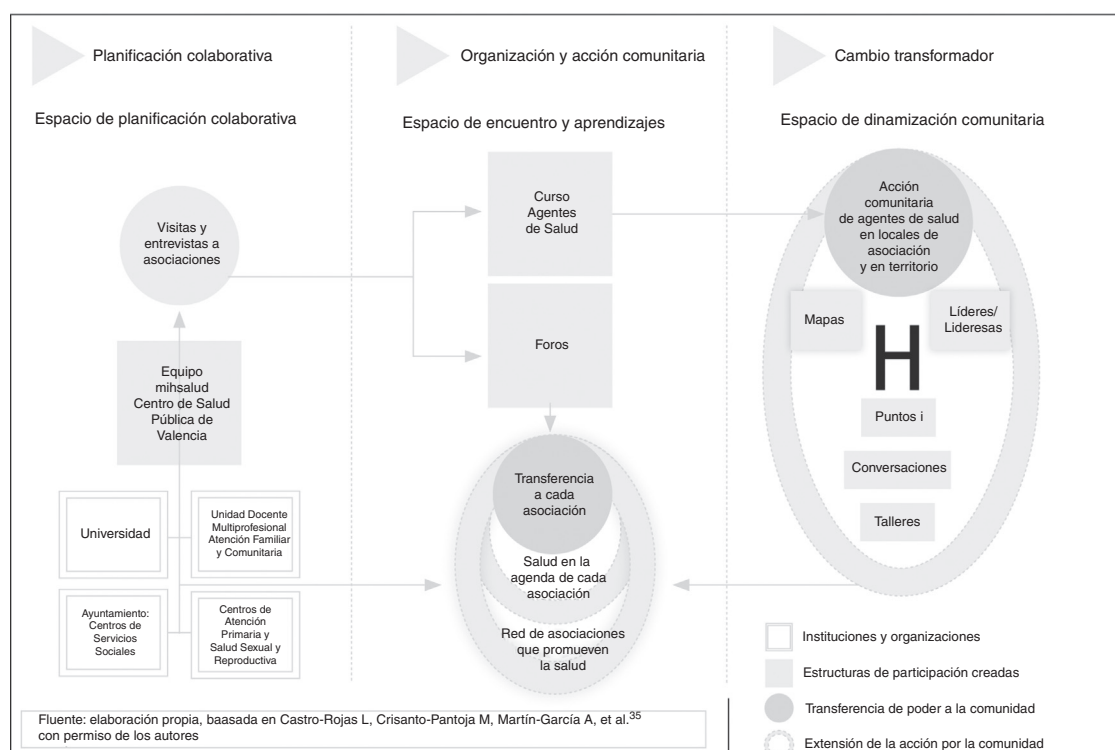 Planificación colaborativa
Organización y acción comunitaria
Cambio transformador
Espacio de planificación colaborativa
Espacio de encuentro y aprendizajes
Espacio de dinamización comunitaria
Visitas y
entrevistas a
asociaciones
Equipo
mihsalud
Centro de Salud
Pública de
Valencia
Universidad
Unidad Docente
Multiprofesional
Atención Familiar
y Comunitaria
Ayuntamiento:
Centros de
Servicios
Sociales
Centros de
Atención
Primaria y
Salud Sexual y
Reproductiva
Curso
Agentes
de Salud
Foros
Transferencia
a cada
asociación
Salud en la
agenda de cada
asociación
Red de asociaciones
que promueven
la salud
Acción
comunitaria
de agentes de salud
en locales de
asociación
y en territorio
Mapas
Líderes/
Lideresas
H
Puntos i
Conversaciones
Talleres
Instituciones y organizaciones
Estructuras de participación creadas
Transferencia de poder a la comunidad
Extensión de la acción por la comunidad
Fluente: elaboración propia, baasada en Castro-Rojas L, Crisanto-Pantoja M, Martín-García A, et al.35
con permiso de los autores